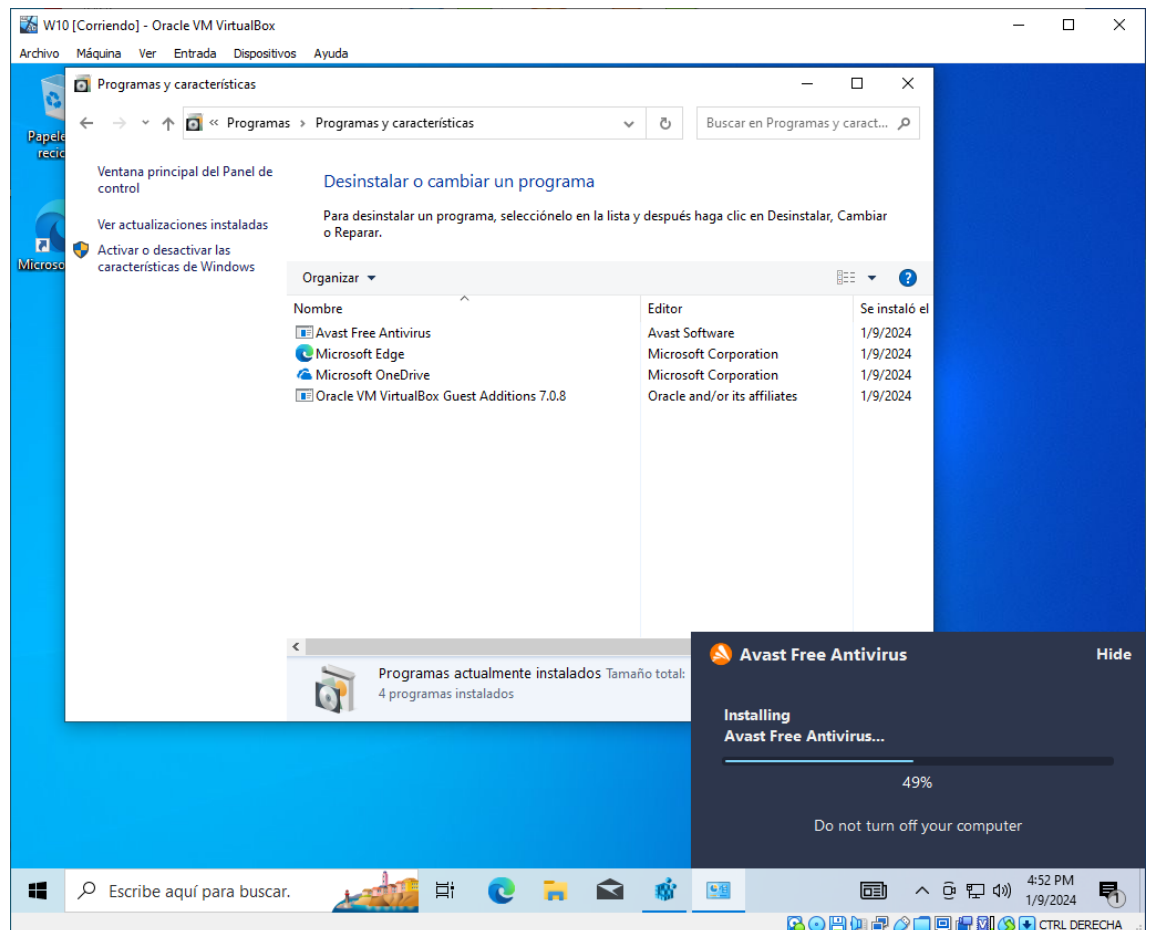 W10 [Corriendo] - Oracle VM VirtualBox
Archivo Máquina Ver Entrada Dispositivos Ayuda
Programas y características
« Programas > Programas y características
Buscar en Programas y caract...
Ventana principal del Panel de
control
Ver actualizaciones instaladas
Activar o desactivar las
características de Windows
Desinstalar o cambiar un programa
Para desinstalar un programa, selecciónelo en la lista y después haga clic en Desinstalar, Cambiar
o Reparar.
Organizar
Nombre Editor Se instaló el
Avast Free Antivirus Avast Software 1/9/2024
Microsoft Edge Microsoft Corporation 1/9/2024
Microsoft OneDrive Microsoft Corporation 1/9/2024
Oracle VM VirtualBox Guest Additions 7.0.8 Oracle and/or its affiliates 1/9/2024
Programas actualmente instalados Tamaño total:
4 programas instalados
Papele
recic
Microso
Avast Free Antivirus Hide
Installing
Avast Free Antivirus...
49%
Do not turn off your computer
Escribe aquí para buscar.
4:52 PM
1/9/2024
1
CTRL DERECHA